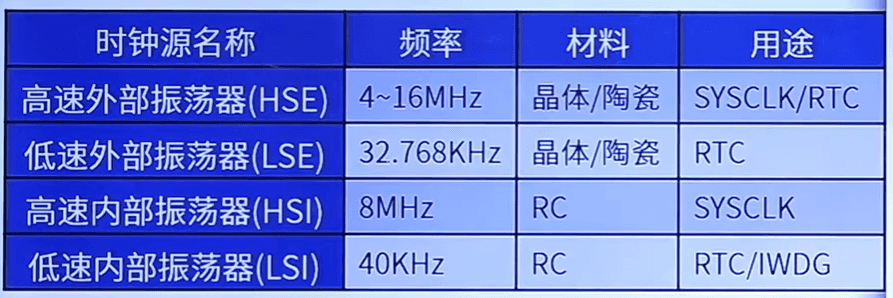 时钟源名称 频率 材料 用途
高速外部振荡器(HSE) 4~16MHz 晶体/陶瓷 SYSCLK/RTC
低速外部振荡器(LSE) 32.768KHz 晶体/陶瓷 RTC
高速内部振荡器(HSI) 8MHz RC SYSCLK
低速内部振荡器(LSI) 40KHz RC RTC/IWDG